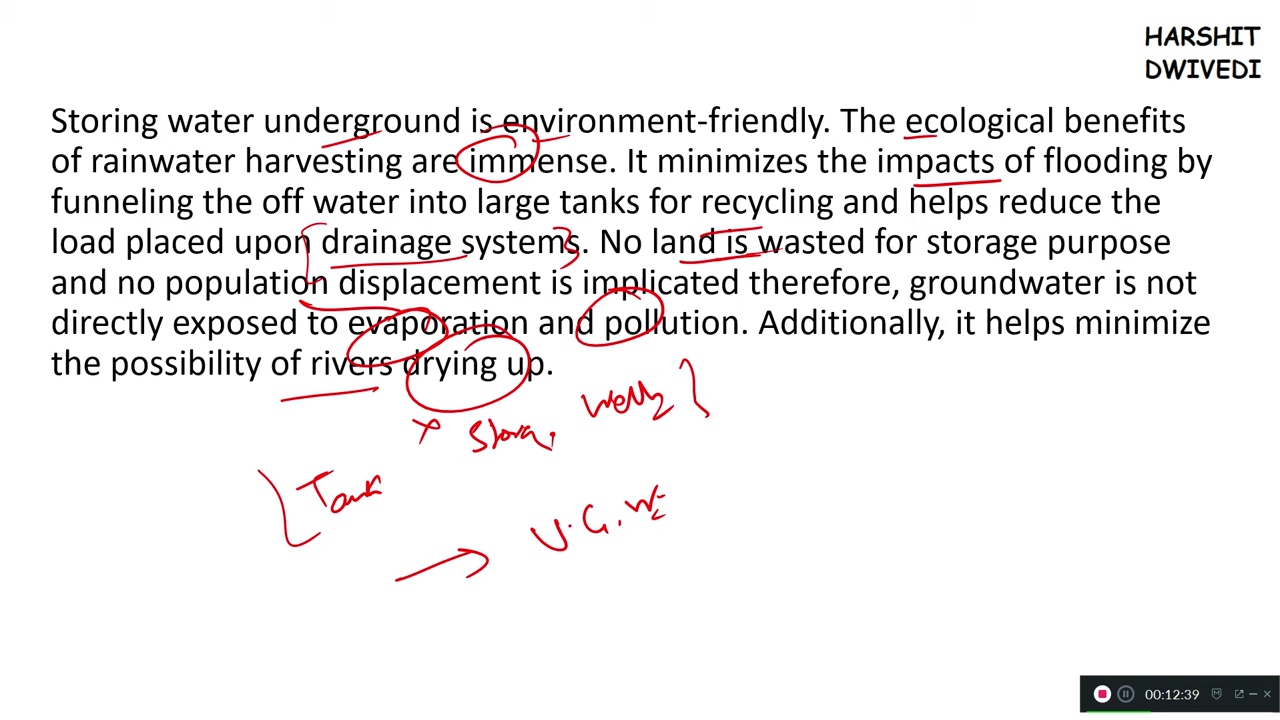 HARSHIT
DWIVEDI
Storing water underground is environment-friendly. The ecological benefits
of rainwater harvesting are immense. It minimizes the impacts of flooding by
funneling the off water into large tanks for recycling and helps reduce the
load placed upon drainage systems. No land is wasted for storage purpose
and no population displacement is implicated therefore, groundwater is not
directly exposed to evaporation and pollution. Additionally, it helps minimize
the possibility of rivers drying up.
Tank
00:12:39